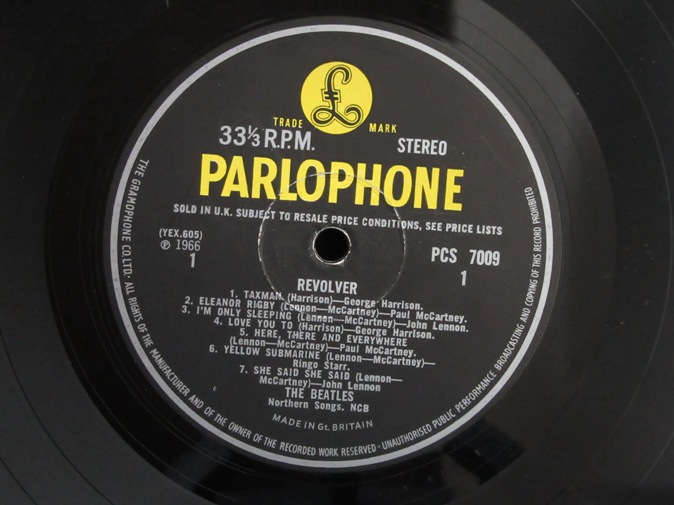 £
TRADE MARK
33⅓ R.P.M. STEREO
PARLOPHONE
SOLD IN U.K. SUBJECT TO RESALE PRICE CONDITIONS, SEE PRICE LISTS
(YEX.605)
℗ 1966
1
PCS 7009
1
REVOLVER
1. TAXMAN (Harrison)—George Harrison.
2. ELEANOR RIGBY (Lennon—McCartney)—Paul McCartney.
3. I'M ONLY SLEEPING (Lennon—McCartney)—John Lennon.
4. LOVE YOU TO (Harrison)—George Harrison.
5. HERE, THERE AND EVERYWHERE
(Lennon—McCartney)—Paul McCartney.
6. YELLOW SUBMARINE (Lennon—McCartney)—
Ringo Starr.
7. SHE SAID SHE SAID (Lennon—
McCartney)—John Lennon
THE BEATLES
Northern Songs. NCB
MADE IN Gt. BRITAIN
THE GRAMOPHONE CO. LTD. · ALL RIGHTS OF THE MANUFACTURER AND OF THE OWNER OF THE RECORDED WORK RESERVED · UNAUTHORISED PUBLIC PERFORMANCE BROADCASTING AND COPYING OF THIS RECORD PROHIBITED